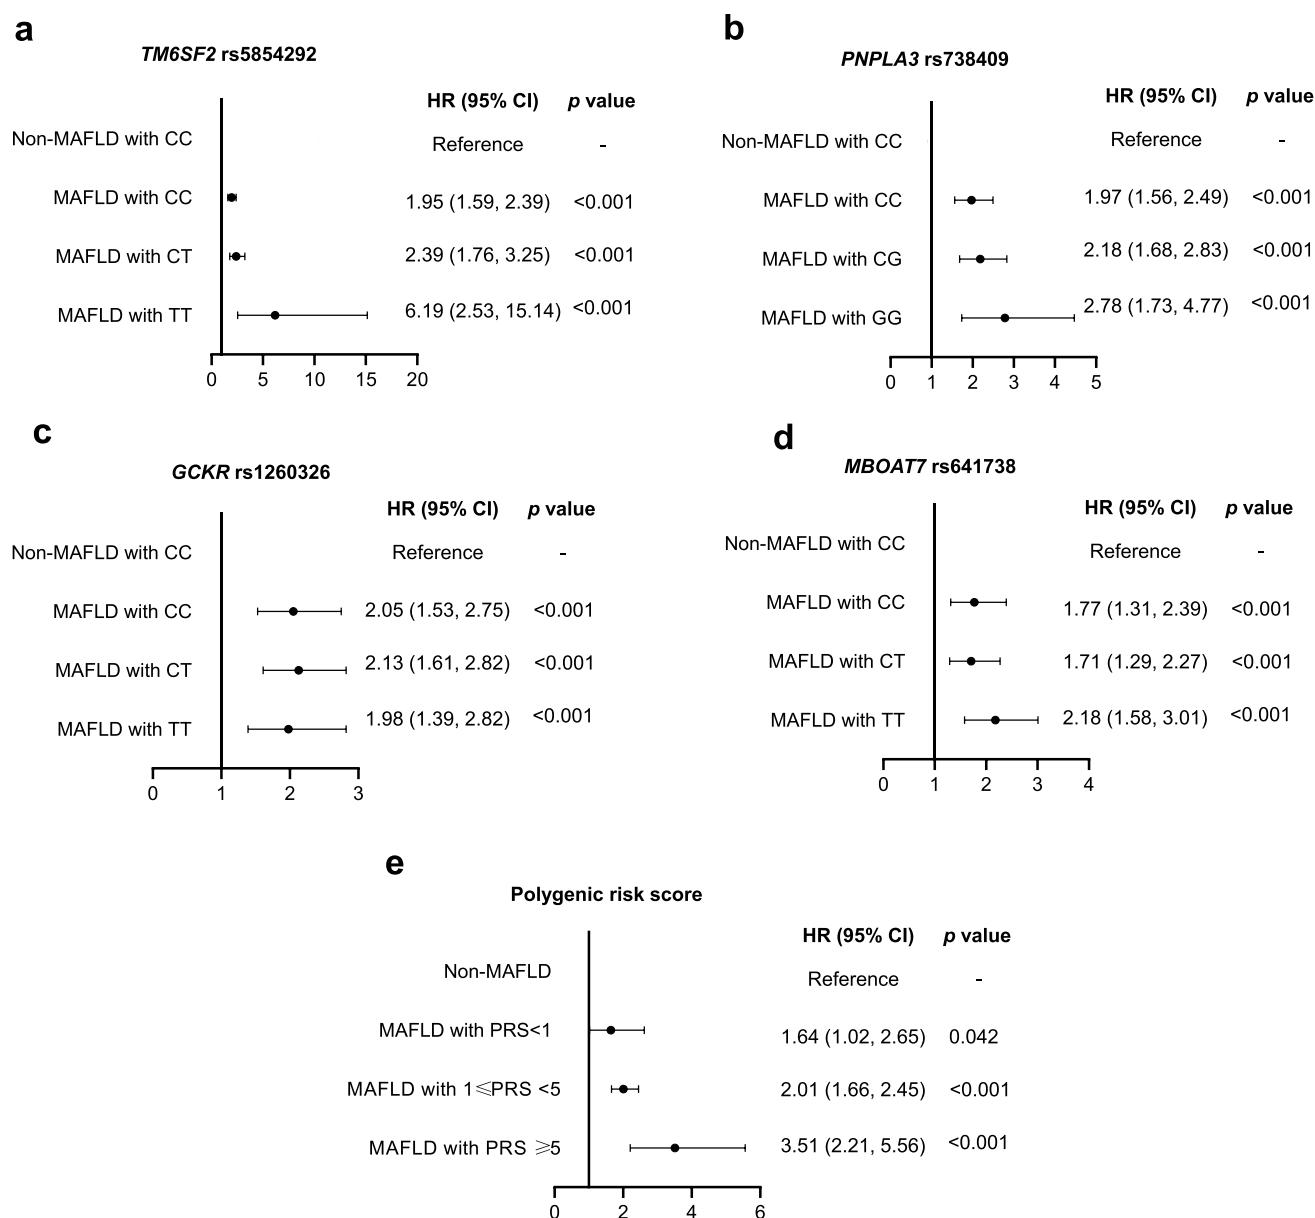 a
TM6SF2 rs5854292
HR (95% CI) p value
Non-MAFLD with CC Reference -
MAFLD with CC 1.95 (1.59, 2.39) <0.001
MAFLD with CT 2.39 (1.76, 3.25) <0.001
MAFLD with TT 6.19 (2.53, 15.14) <0.001
0 5 10 15 20
b
PNPLA3 rs738409
HR (95% CI) p value
Non-MAFLD with CC Reference -
MAFLD with CC 1.97 (1.56, 2.49) <0.001
MAFLD with CG 2.18 (1.68, 2.83) <0.001
MAFLD with GG 2.78 (1.73, 4.77) <0.001
0 1 2 3 4 5
c
GCKR rs1260326
HR (95% CI) p value
Non-MAFLD with CC Reference -
MAFLD with CC 2.05 (1.53, 2.75) <0.001
MAFLD with CT 2.13 (1.61, 2.82) <0.001
MAFLD with TT 1.98 (1.39, 2.82) <0.001
0 1 2 3
d
MBOAT7 rs641738
HR (95% CI) p value
Non-MAFLD with CC Reference -
MAFLD with CC 1.77 (1.31, 2.39) <0.001
MAFLD with CT 1.71 (1.29, 2.27) <0.001
MAFLD with TT 2.18 (1.58, 3.01) <0.001
0 1 2 3 4
e
Polygenic risk score
HR (95% CI) p value
Non-MAFLD Reference -
MAFLD with PRS<1 1.64 (1.02, 2.65) 0.042
MAFLD with 1⩽PRS <5 2.01 (1.66, 2.45) <0.001
MAFLD with PRS ⩾5 3.51 (2.21, 5.56) <0.001
0 2 4 6